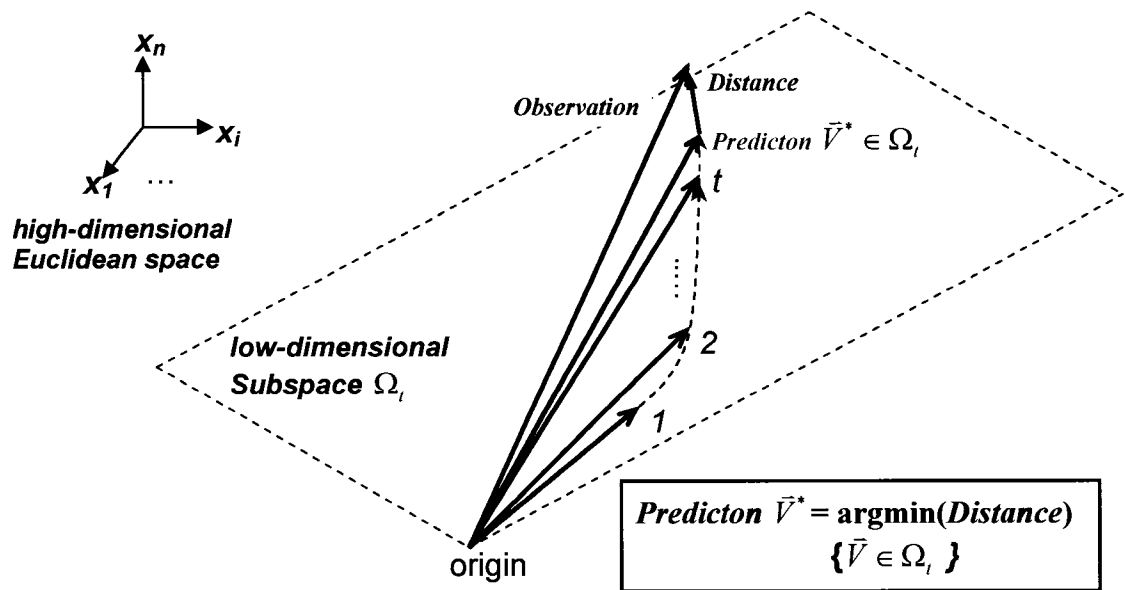 x_n
x_i
x_1 ...
high-dimensional
Euclidean space
Observation
Distance
Predicton V⃗* ∈ Ω_t
t
2
1
low-dimensional
Subspace Ω_t
origin
Predicton V⃗* = argmin(Distance)
{V⃗ ∈ Ω_t }